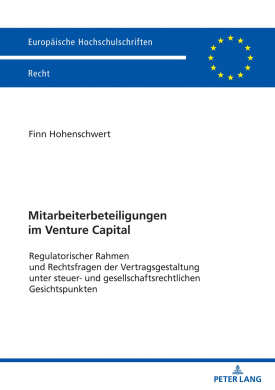 Europäische Hochschulschriften
Recht
Finn Hohenschwert
Mitarbeiterbeteiligungen
im Venture Capital
Regulatorischer Rahmen
und Rechtsfragen der Vertragsgestaltung
unter steuer- und gesellschaftsrechtlichen
Gesichtspunkten
PETER LANG